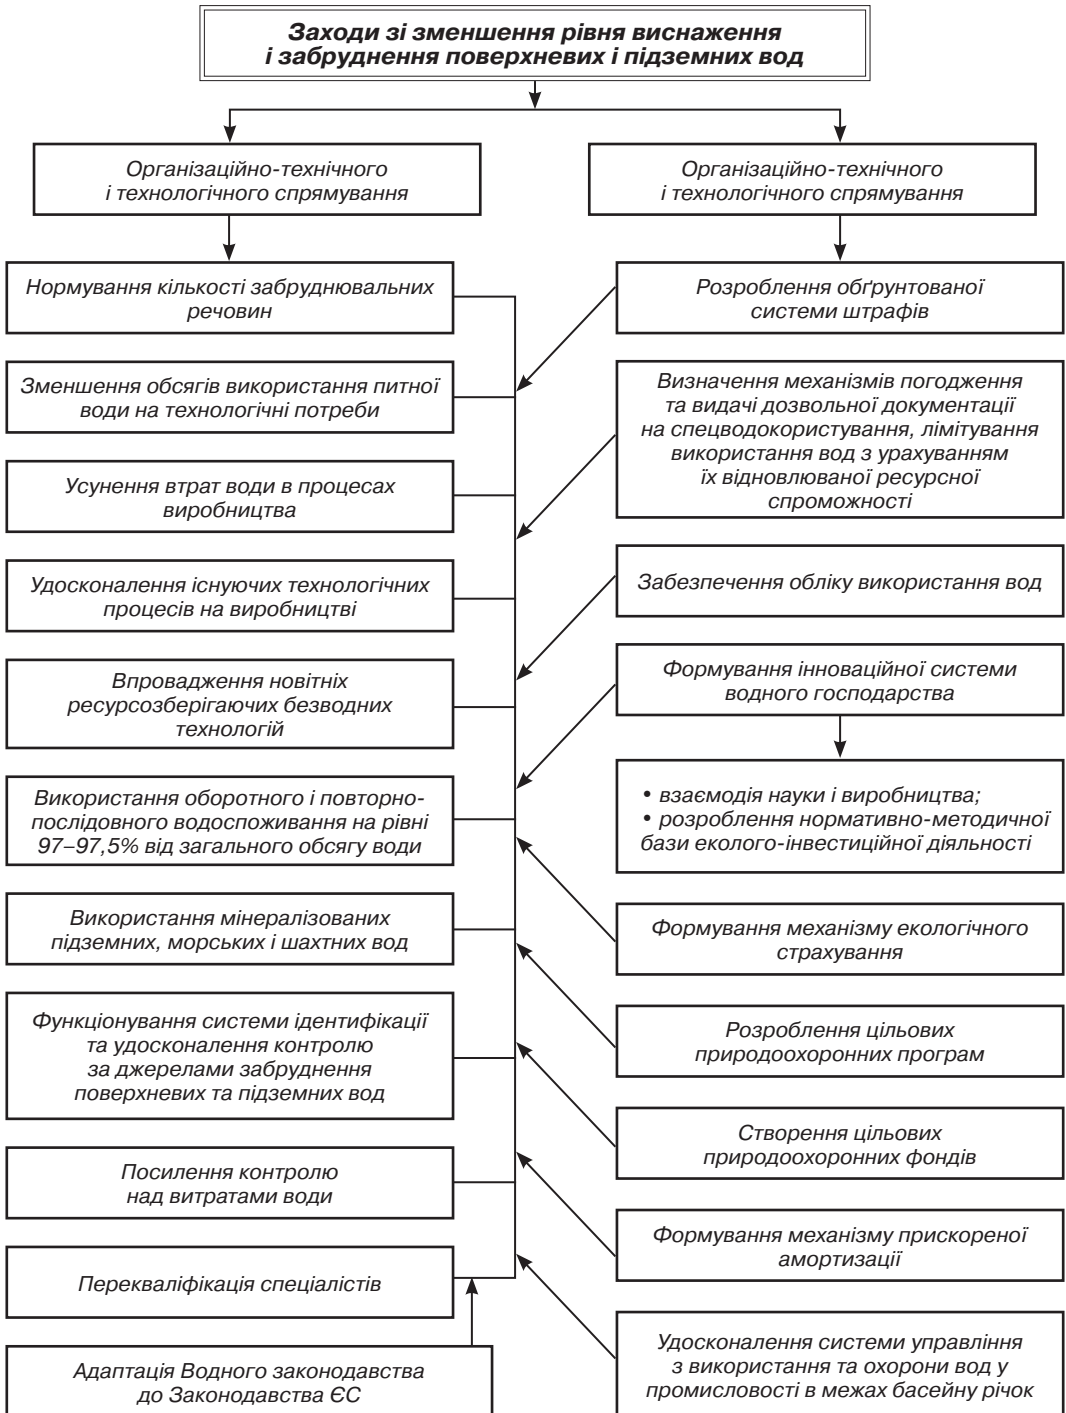 Заходи зі зменшення рівня виснаження
і забруднення поверхневих і підземних вод
Організаційно-технічного
і технологічного спрямування
Організаційно-технічного
і технологічного спрямування
Нормування кількості забруднювальних
речовин
Зменшення обсягів використання питної
води на технологічні потреби
Усунення втрат води в процесах
виробництва
Удосконалення існуючих технологічних
процесів на виробництві
Впровадження новітніх
ресурсозберігаючих безводних
технологій
Використання оборотного і повторно-
послідовного водоспоживання на рівні
97–97,5% від загального обсягу води
Використання мінералізованих
підземних, морських і шахтних вод
Функціонування системи ідентифікації
та удосконалення контролю
за джерелами забруднення
поверхневих та підземних вод
Посилення контролю
над витратами води
Перекваліфікація спеціалістів
Адаптація Водного законодавства
до Законодавства ЄС
Розроблення обґрунтованої
системи штрафів
Визначення механізмів погодження
та видачі дозвольної документації
на спецводокористування, лімітування
використання вод з урахуванням
їх відновлюваної ресурсної
спроможності
Забезпечення обліку використання вод
Формування інноваційної системи
водного господарства
• взаємодія науки і виробництва;
• розроблення нормативно-методичної
бази еколого-інвестиційної діяльності
Формування механізму екологічного
страхування
Розроблення цільових
природоохоронних програм
Створення цільових
природоохоронних фондів
Формування механізму прискореної
амортизації
Удосконалення системи управління
з використання та охорони вод у
промисловості в межах басейну річок